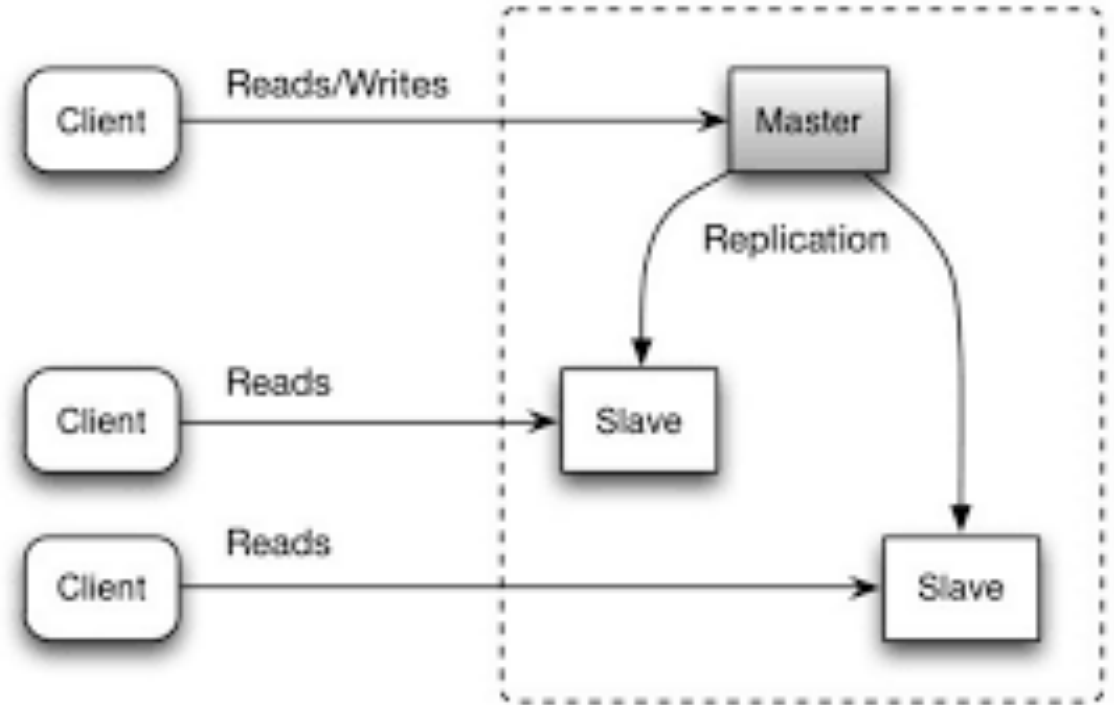 Client
Reads/Writes
Master
Replication
Client
Reads
Slave
Client
Reads
Slave